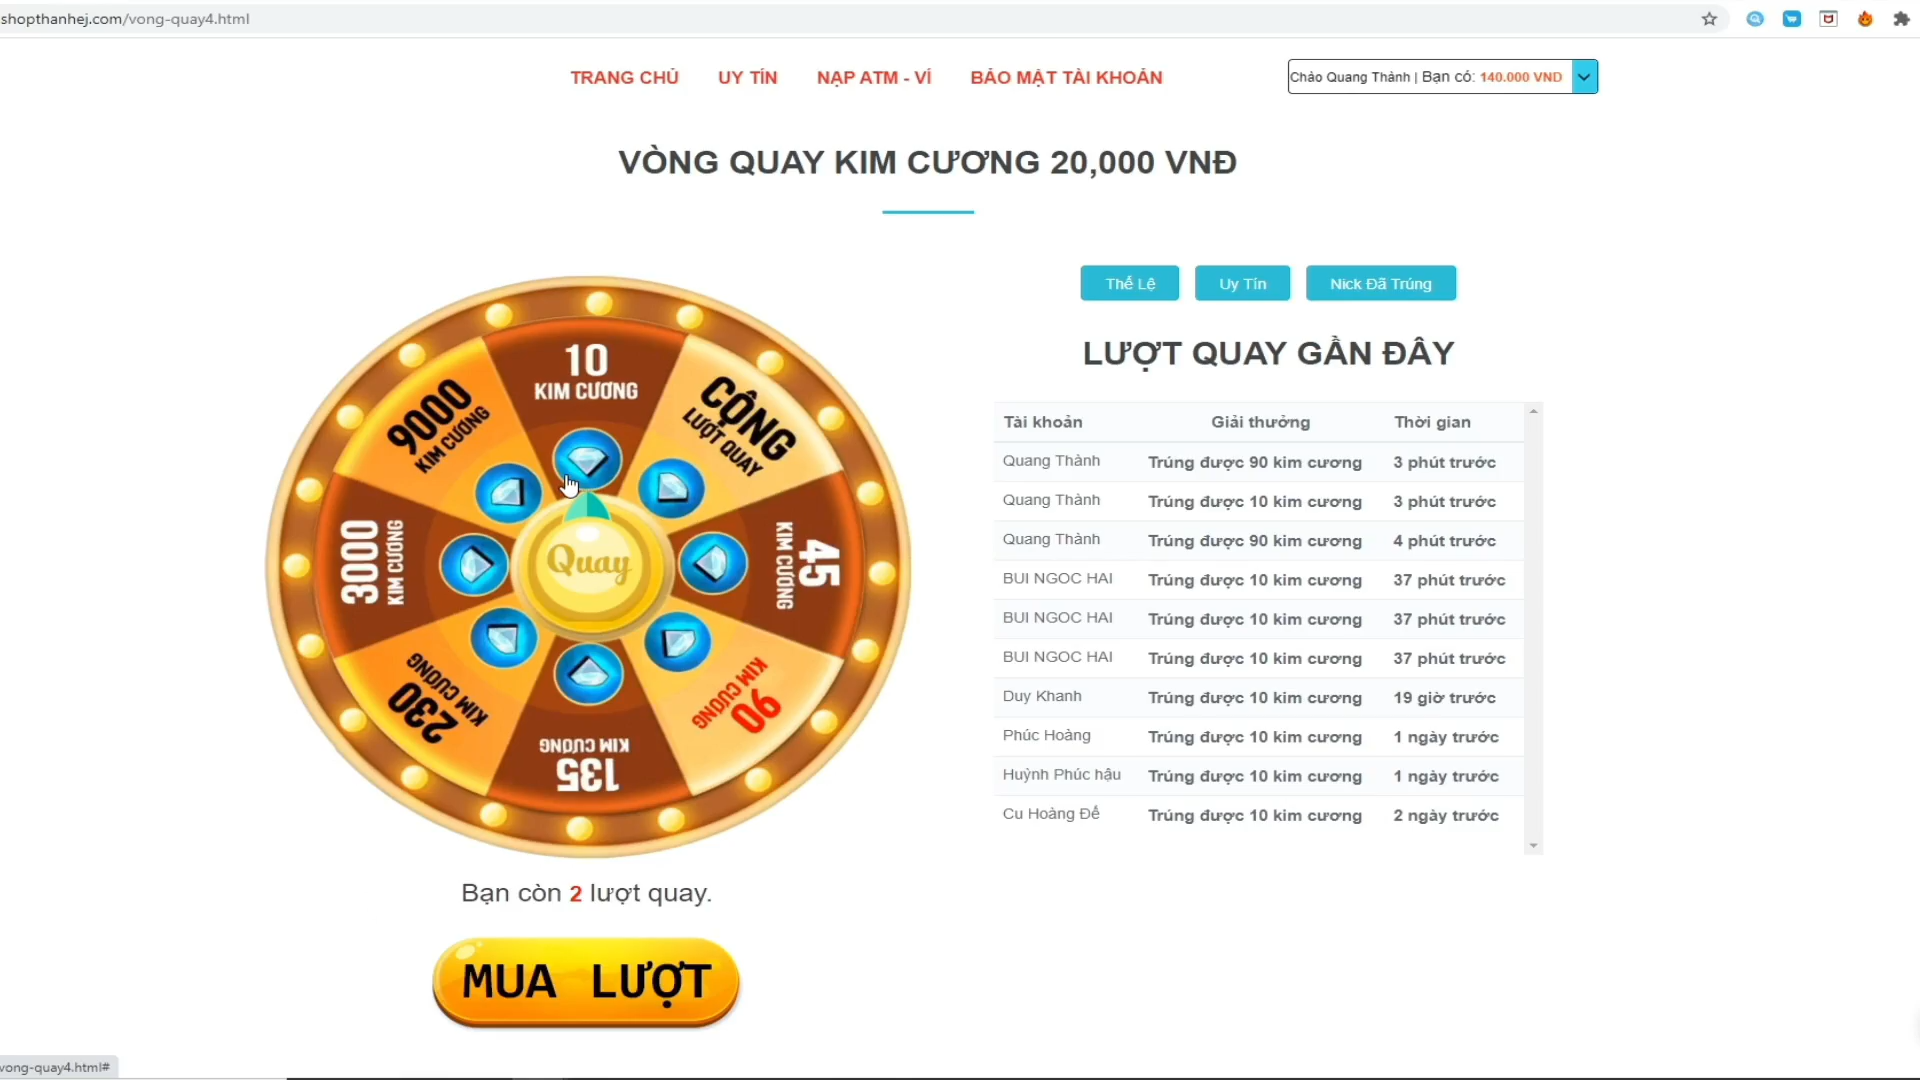 shopthanhej.com/vong-quay4.html
TRANG CHỦ UY TÍN NẠP ATM - VÍ BẢO MẬT TÀI KHOẢN
Chào Quang Thành | Bạn có: 140.000 VND
VÒNG QUAY KIM CƯƠNG 20,000 VNĐ
Thể Lệ Uy Tín Nick Đã Trúng
LƯỢT QUAY GẦN ĐÂY
10
KIM CƯƠNG
CỘNG
LƯỢT QUAY
45
KIM CƯƠNG
90
KIM CƯƠNG
135
KIM CƯƠNG
230
KIM CƯƠNG
3000
KIM CƯƠNG
9000
KIM CƯƠNG
Quay
Tài khoản Giải thưởng Thời gian
Quang Thành Trúng được 90 kim cương 3 phút trước
Quang Thành Trúng được 10 kim cương 3 phút trước
Quang Thành Trúng được 90 kim cương 4 phút trước
BUI NGOC HAI Trúng được 10 kim cương 37 phút trước
BUI NGOC HAI Trúng được 10 kim cương 37 phút trước
BUI NGOC HAI Trúng được 10 kim cương 37 phút trước
Duy Khanh Trúng được 10 kim cương 19 giờ trước
Phúc Hoàng Trúng được 10 kim cương 1 ngày trước
Huỳnh Phúc hậu Trúng được 10 kim cương 1 ngày trước
Cu Hoàng Đế Trúng được 10 kim cương 2 ngày trước
Bạn còn 2 lượt quay.
MUA LƯỢT
vong-quay4.html#